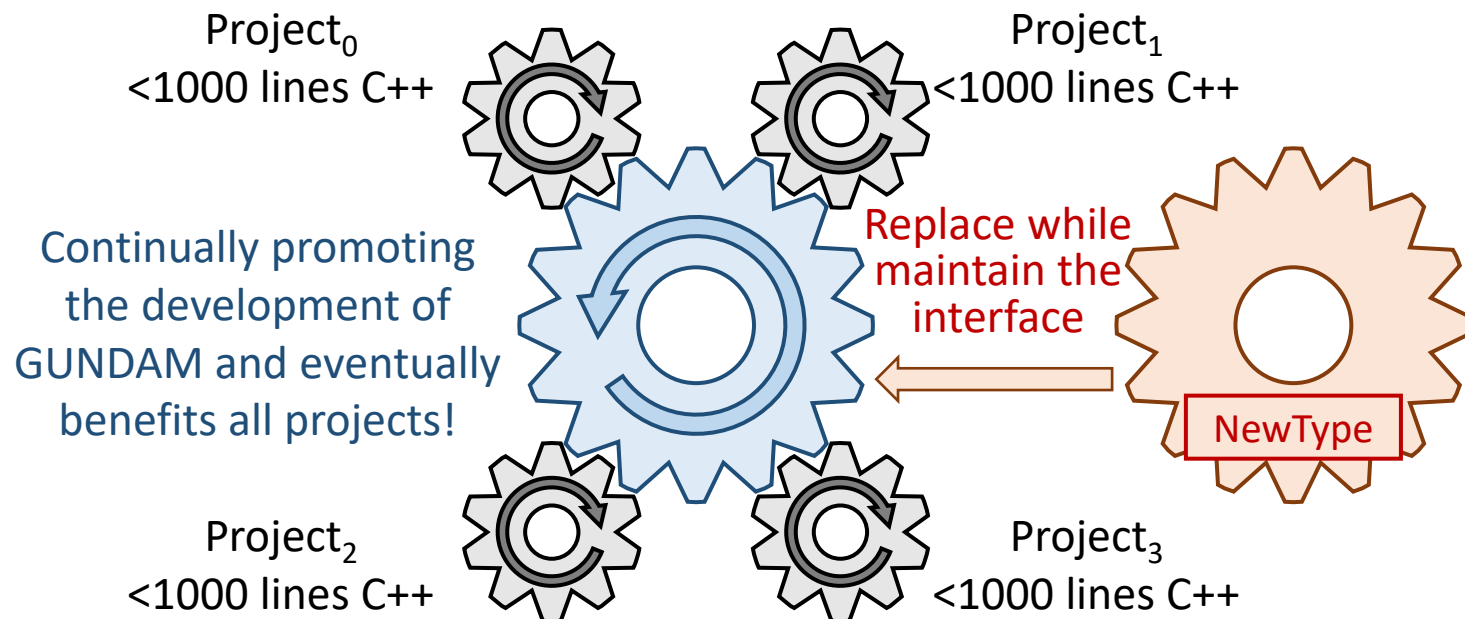 Project0
<1000 lines C++
Project1
<1000 lines C++
Continually promoting
the development of
GUNDAM and eventually
benefits all projects!
Replace while
maintain the
interface
NewType
Project2
<1000 lines C++
Project3
<1000 lines C++